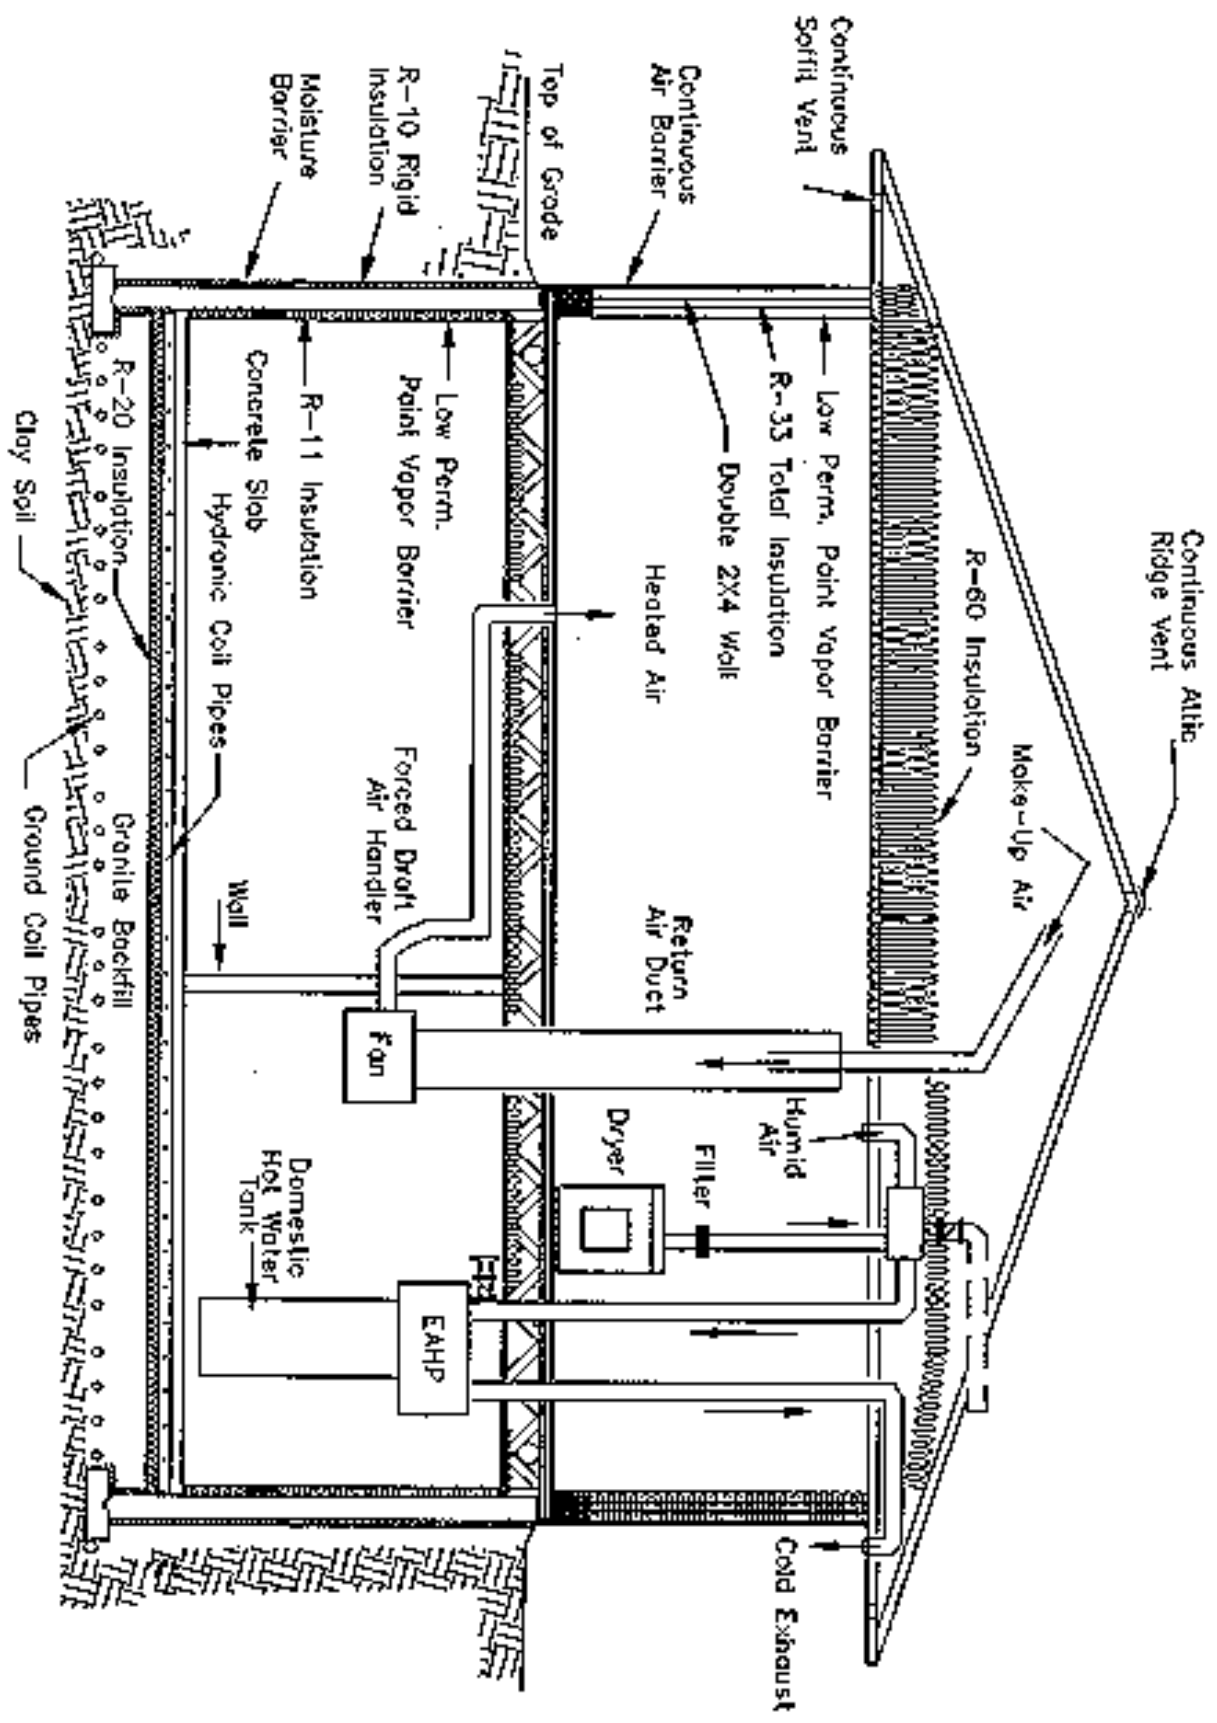 Continuous Attic
Ridge Vent
Make-Up Air
R-60 Insulation
Continuous
Soffit Vent
Low Perm. Paint Vapor Barrier
R-33 Total Insulation
Double 2X4 Wall
Continuous
Air Barrier
Humid
Air
Cold Exhaust
Filter
Return
Air Duct
Heated Air
Dryer
Top of Grade
Low Perm.
Paint Vapor Barrier
R-10 Rigid
Insulation
Forced Draft
Air Handler
Fan
EAHP
R-11 Insulation
Moisture
Barrier
Domestic
Hot Water
Tank
Concrete Slab
Hydronic Coil Pipes
Wall
R-20 Insulation
Granite Backfill
Clay Soil
Ground Coil Pipes